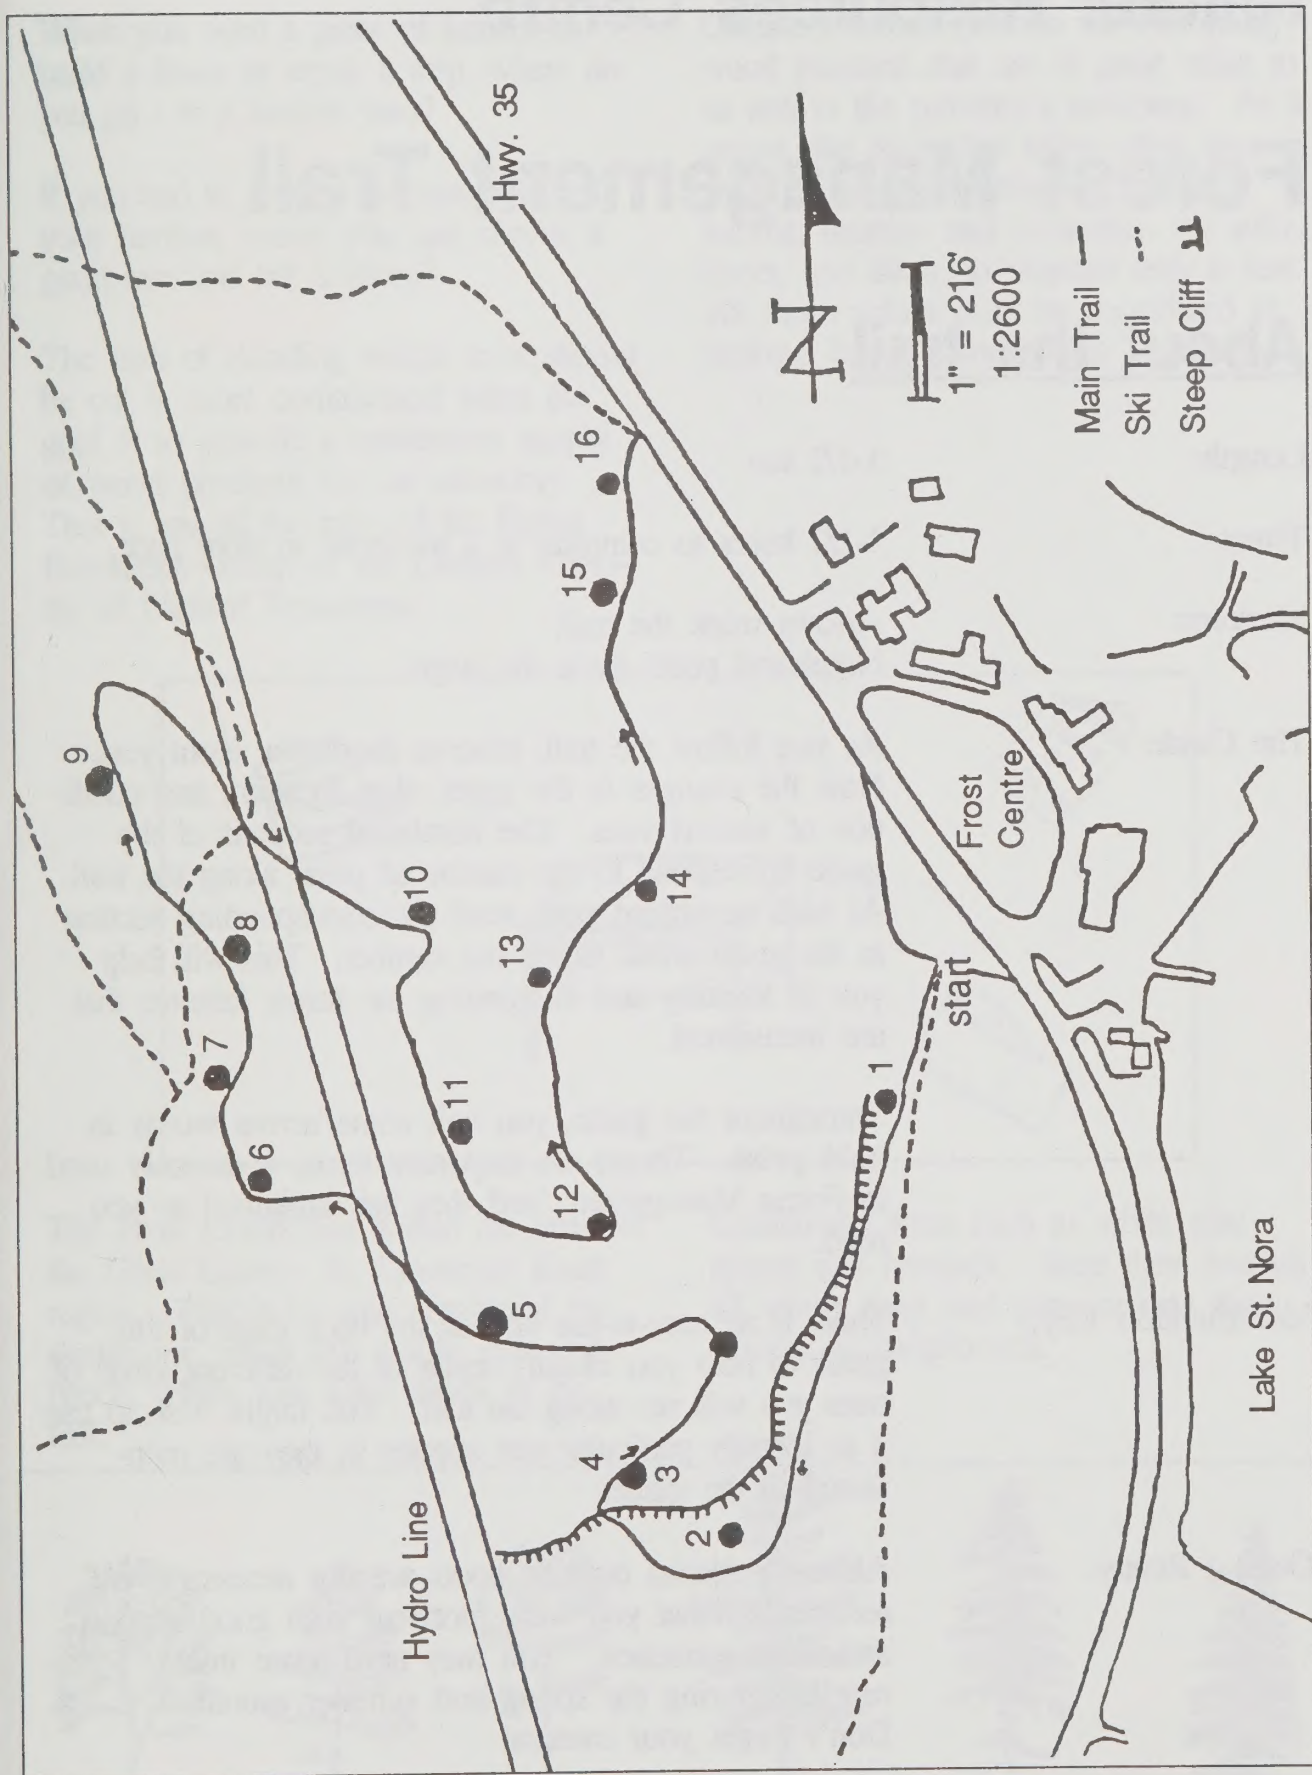 Hwy. 35
9
8
7
6
10
11
5
12
13
14
15
16
4
3
2
1
Hydro Line
start
Frost
Centre
Lake St. Nora
N
1" = 216'
1:2600
Main Trail
Ski Trail
Steep Cliff